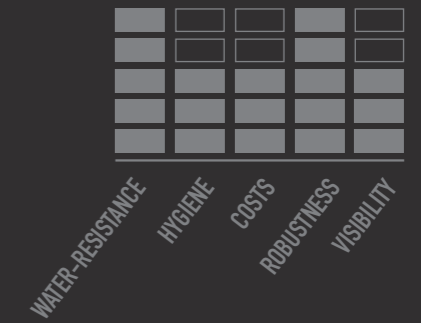 WATER-RESISTANCE
HYGIENE
COSTS
ROBUSTNESS
VISIBILITY